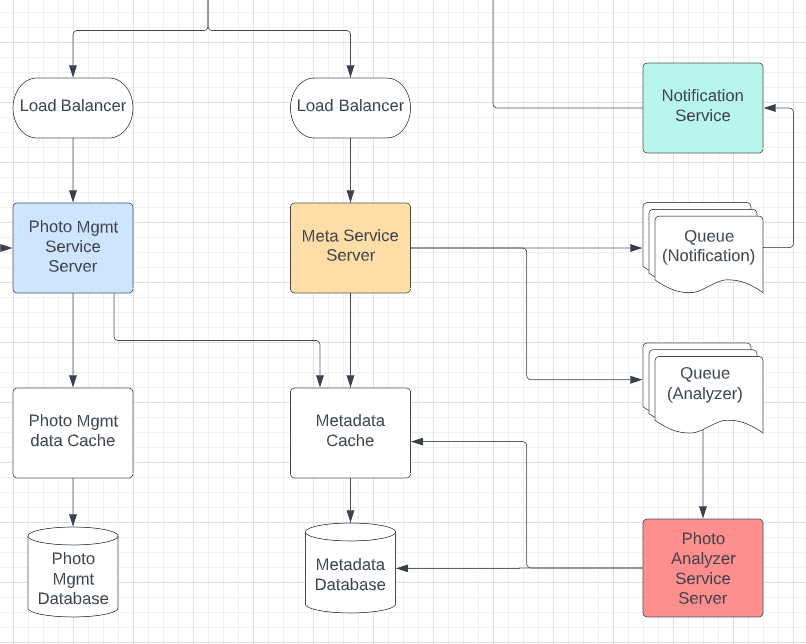 Load Balancer
Load Balancer
Notification
Service
Photo Mgmt
Service
Server
Meta Service
Server
Queue
(Notification)
Queue
(Analyzer)
Photo Mgmt
data Cache
Metadata
Cache
Photo
Mgmt
Database
Metadata
Database
Photo
Analyzer
Service
Server